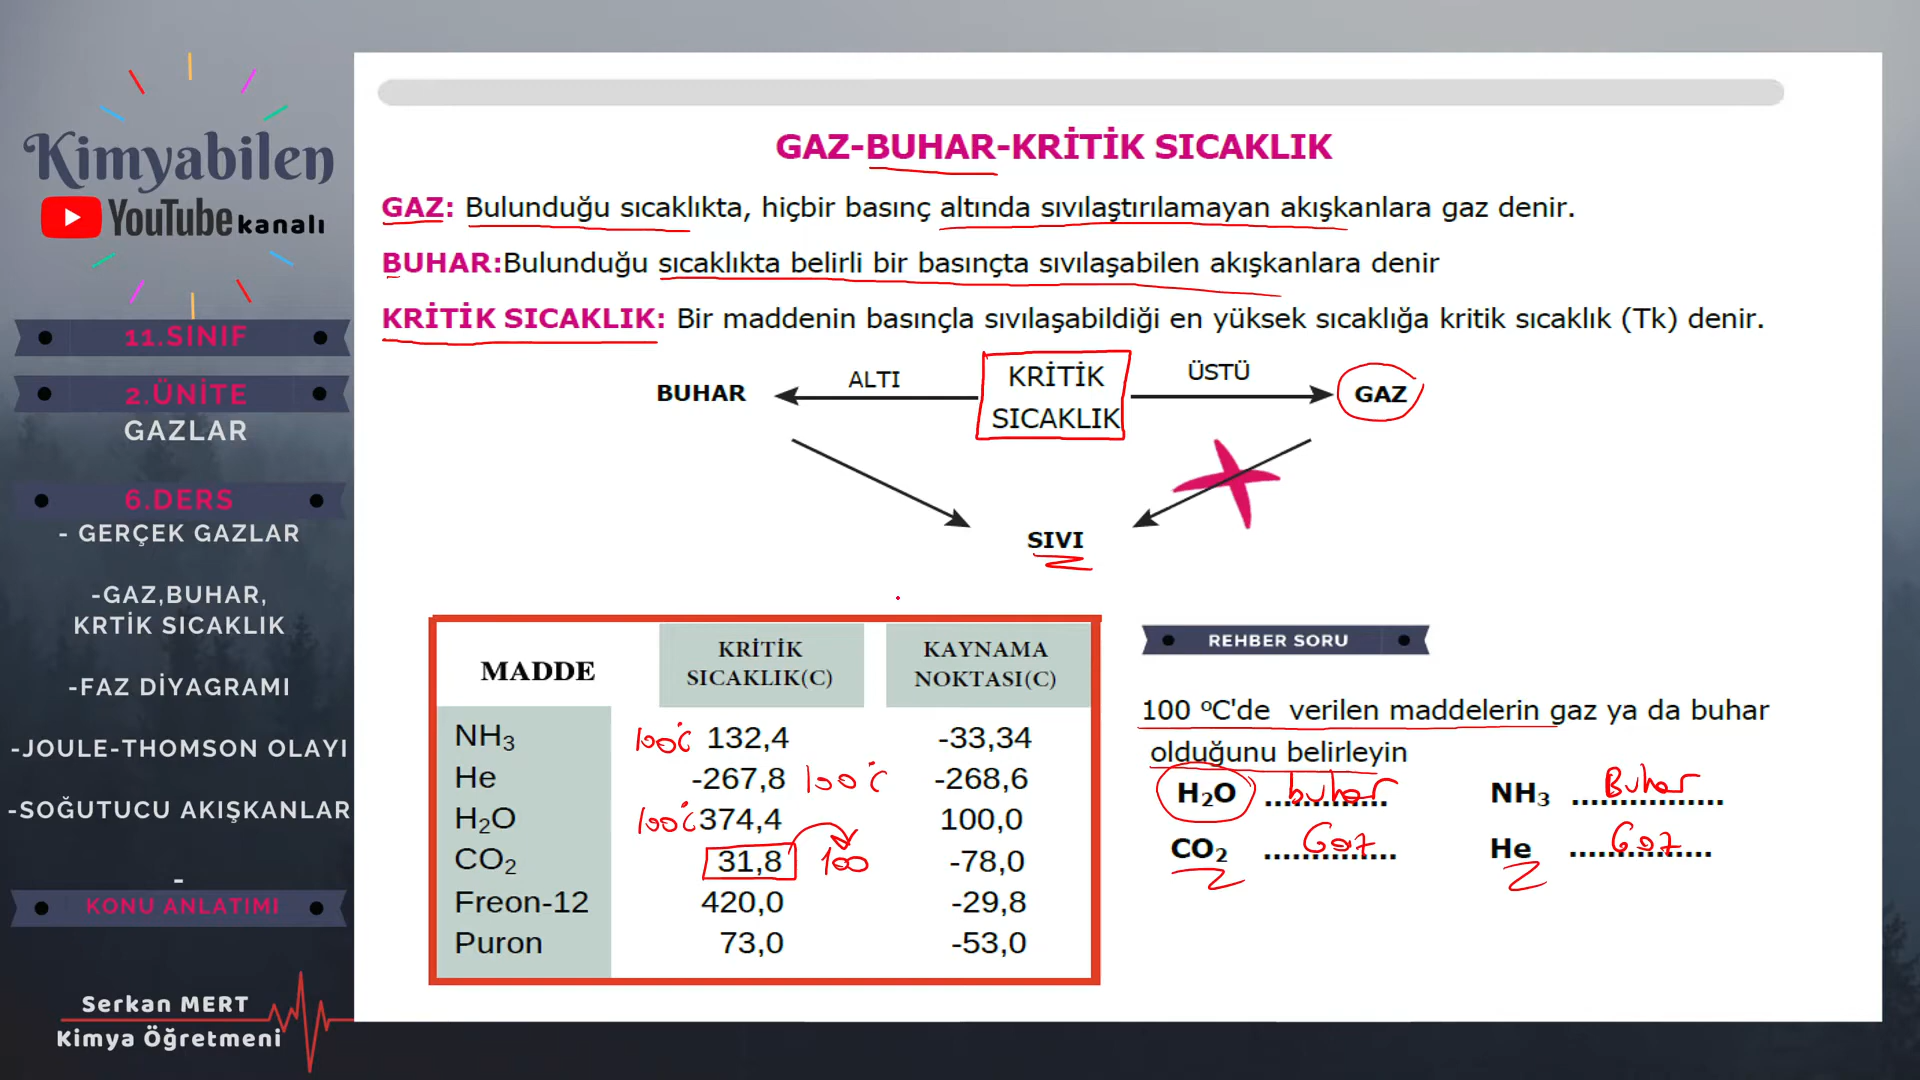 Kimyabilen
YouTube kanalı
11.SINIF
2.ÜNİTE
GAZLAR
6.DERS
- GERÇEK GAZLAR
-GAZ,BUHAR,
KRTİK SICAKLIK
-FAZ DİYAGRAMI
-JOULE-THOMSON OLAYI
-SOĞUTUCU AKIŞKANLAR
-
KONU ANLATIMI
Serkan MERT
Kimya Öğretmeni
GAZ-BUHAR-KRİTİK SICAKLIK
GAZ: Bulunduğu sıcaklıkta, hiçbir basınç altında sıvılaştırılamayan akışkanlara gaz denir.
BUHAR:Bulunduğu sıcaklıkta belirli bir basınçta sıvılaşabilen akışkanlara denir
KRİTİK SICAKLIK: Bir maddenin basınçla sıvılaşabildiği en yüksek sıcaklığa kritik sıcaklık (Tk) denir.
BUHAR ALTI KRİTİK SICAKLIK ÜSTÜ GAZ
SIVI
MADDE KRİTİK SICAKLIK(C) KAYNAMA NOKTASI(C)
NH₃ 100°C 132,4 -33,34
He -267,8 100°C -268,6
H₂O 100°C 374,4 100,0
CO₂ 31,8 100 -78,0
Freon-12 420,0 -29,8
Puron 73,0 -53,0
REHBER SORU
100 ºC'de verilen maddelerin gaz ya da buhar
olduğunu belirleyin
H₂O buhar NH₃ Buhar
CO₂ Gaz He Gaz